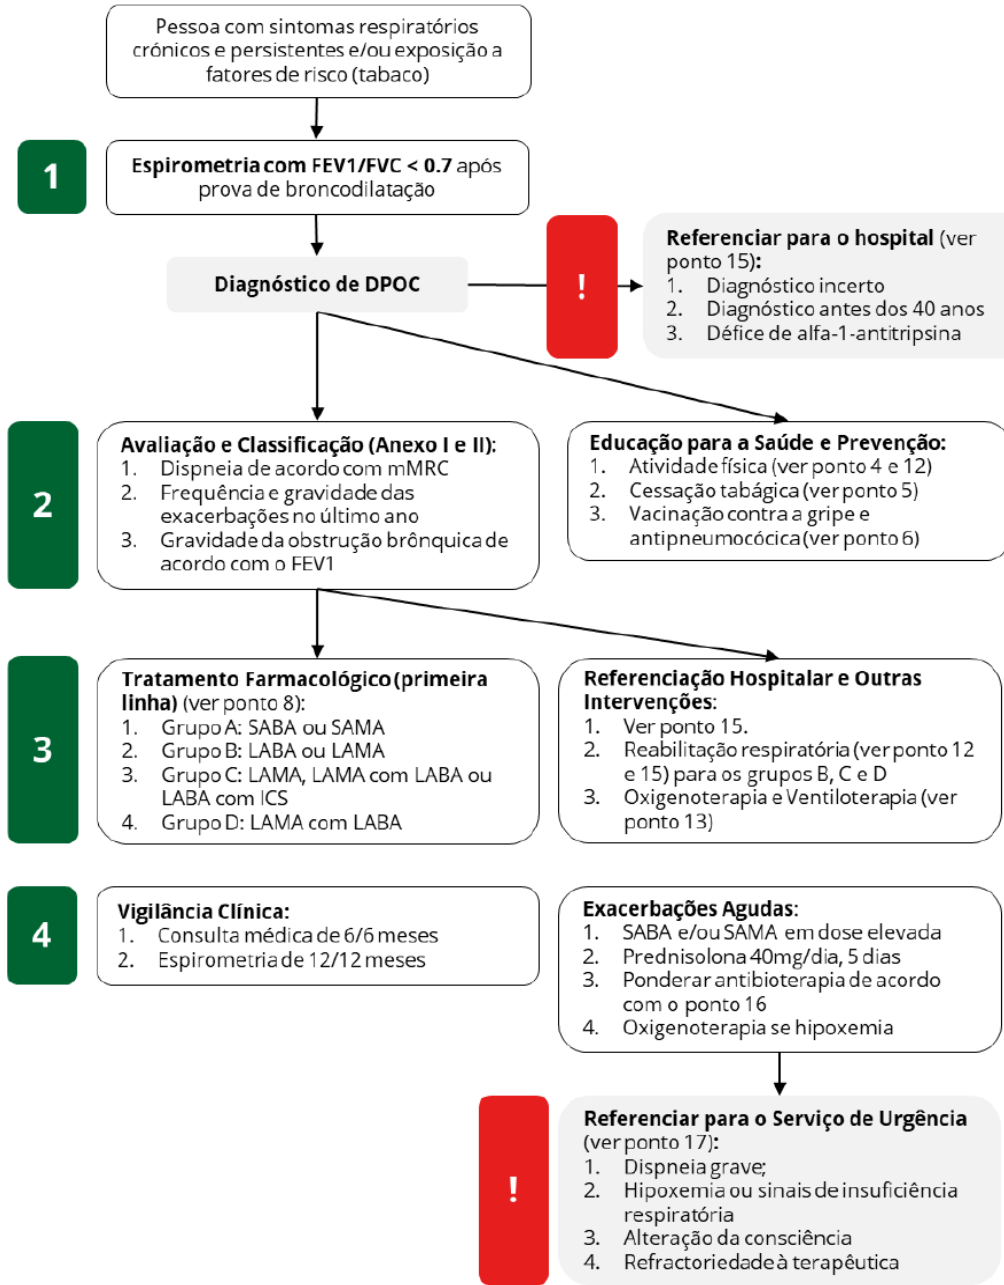 Pessoa com sintomas respiratórios
crónicos e persistentes e/ou exposição a
fatores de risco (tabaco)
1
Espirometria com FEV1/FVC < 0.7 após
prova de broncodilatação
Diagnóstico de DPOC
!
Referenciar para o hospital (ver
ponto 15):
1. Diagnóstico incerto
2. Diagnóstico antes dos 40 anos
3. Défice de alfa-1-antitripsina
2
Avaliação e Classificação (Anexo I e II):
1. Dispneia de acordo com mMRC
2. Frequência e gravidade das
exacerbações no último ano
3. Gravidade da obstrução brônquica de
acordo com o FEV1
Educação para a Saúde e Prevenção:
1. Atividade física (ver ponto 4 e 12)
2. Cessação tabágica (ver ponto 5)
3. Vacinação contra a gripe e
antipneumocócica (ver ponto 6)
3
Tratamento Farmacológico (primeira
linha) (ver ponto 8):
1. Grupo A: SABA ou SAMA
2. Grupo B: LABA ou LAMA
3. Grupo C: LAMA, LAMA com LABA ou
LABA com ICS
4. Grupo D: LAMA com LABA
Referenciação Hospitalar e Outras
Intervenções:
1. Ver ponto 15.
2. Reabilitação respiratória (ver ponto 12
e 15) para os grupos B, C e D
3. Oxigenoterapia e Ventiloterapia (ver
ponto 13)
4
Vigilância Clínica:
1. Consulta médica de 6/6 meses
2. Espirometria de 12/12 meses
Exacerbações Agudas:
1. SABA e/ou SAMA em dose elevada
2. Prednisolona 40mg/dia, 5 dias
3. Ponderar antibioterapia de acordo
com o ponto 16
4. Oxigenoterapia se hipoxemia
!
Referenciar para o Serviço de Urgência
(ver ponto 17):
1. Dispneia grave;
2. Hipoxemia ou sinais de insuficiência
respiratória
3. Alteração da consciência
4. Refractoriedade à terapêutica